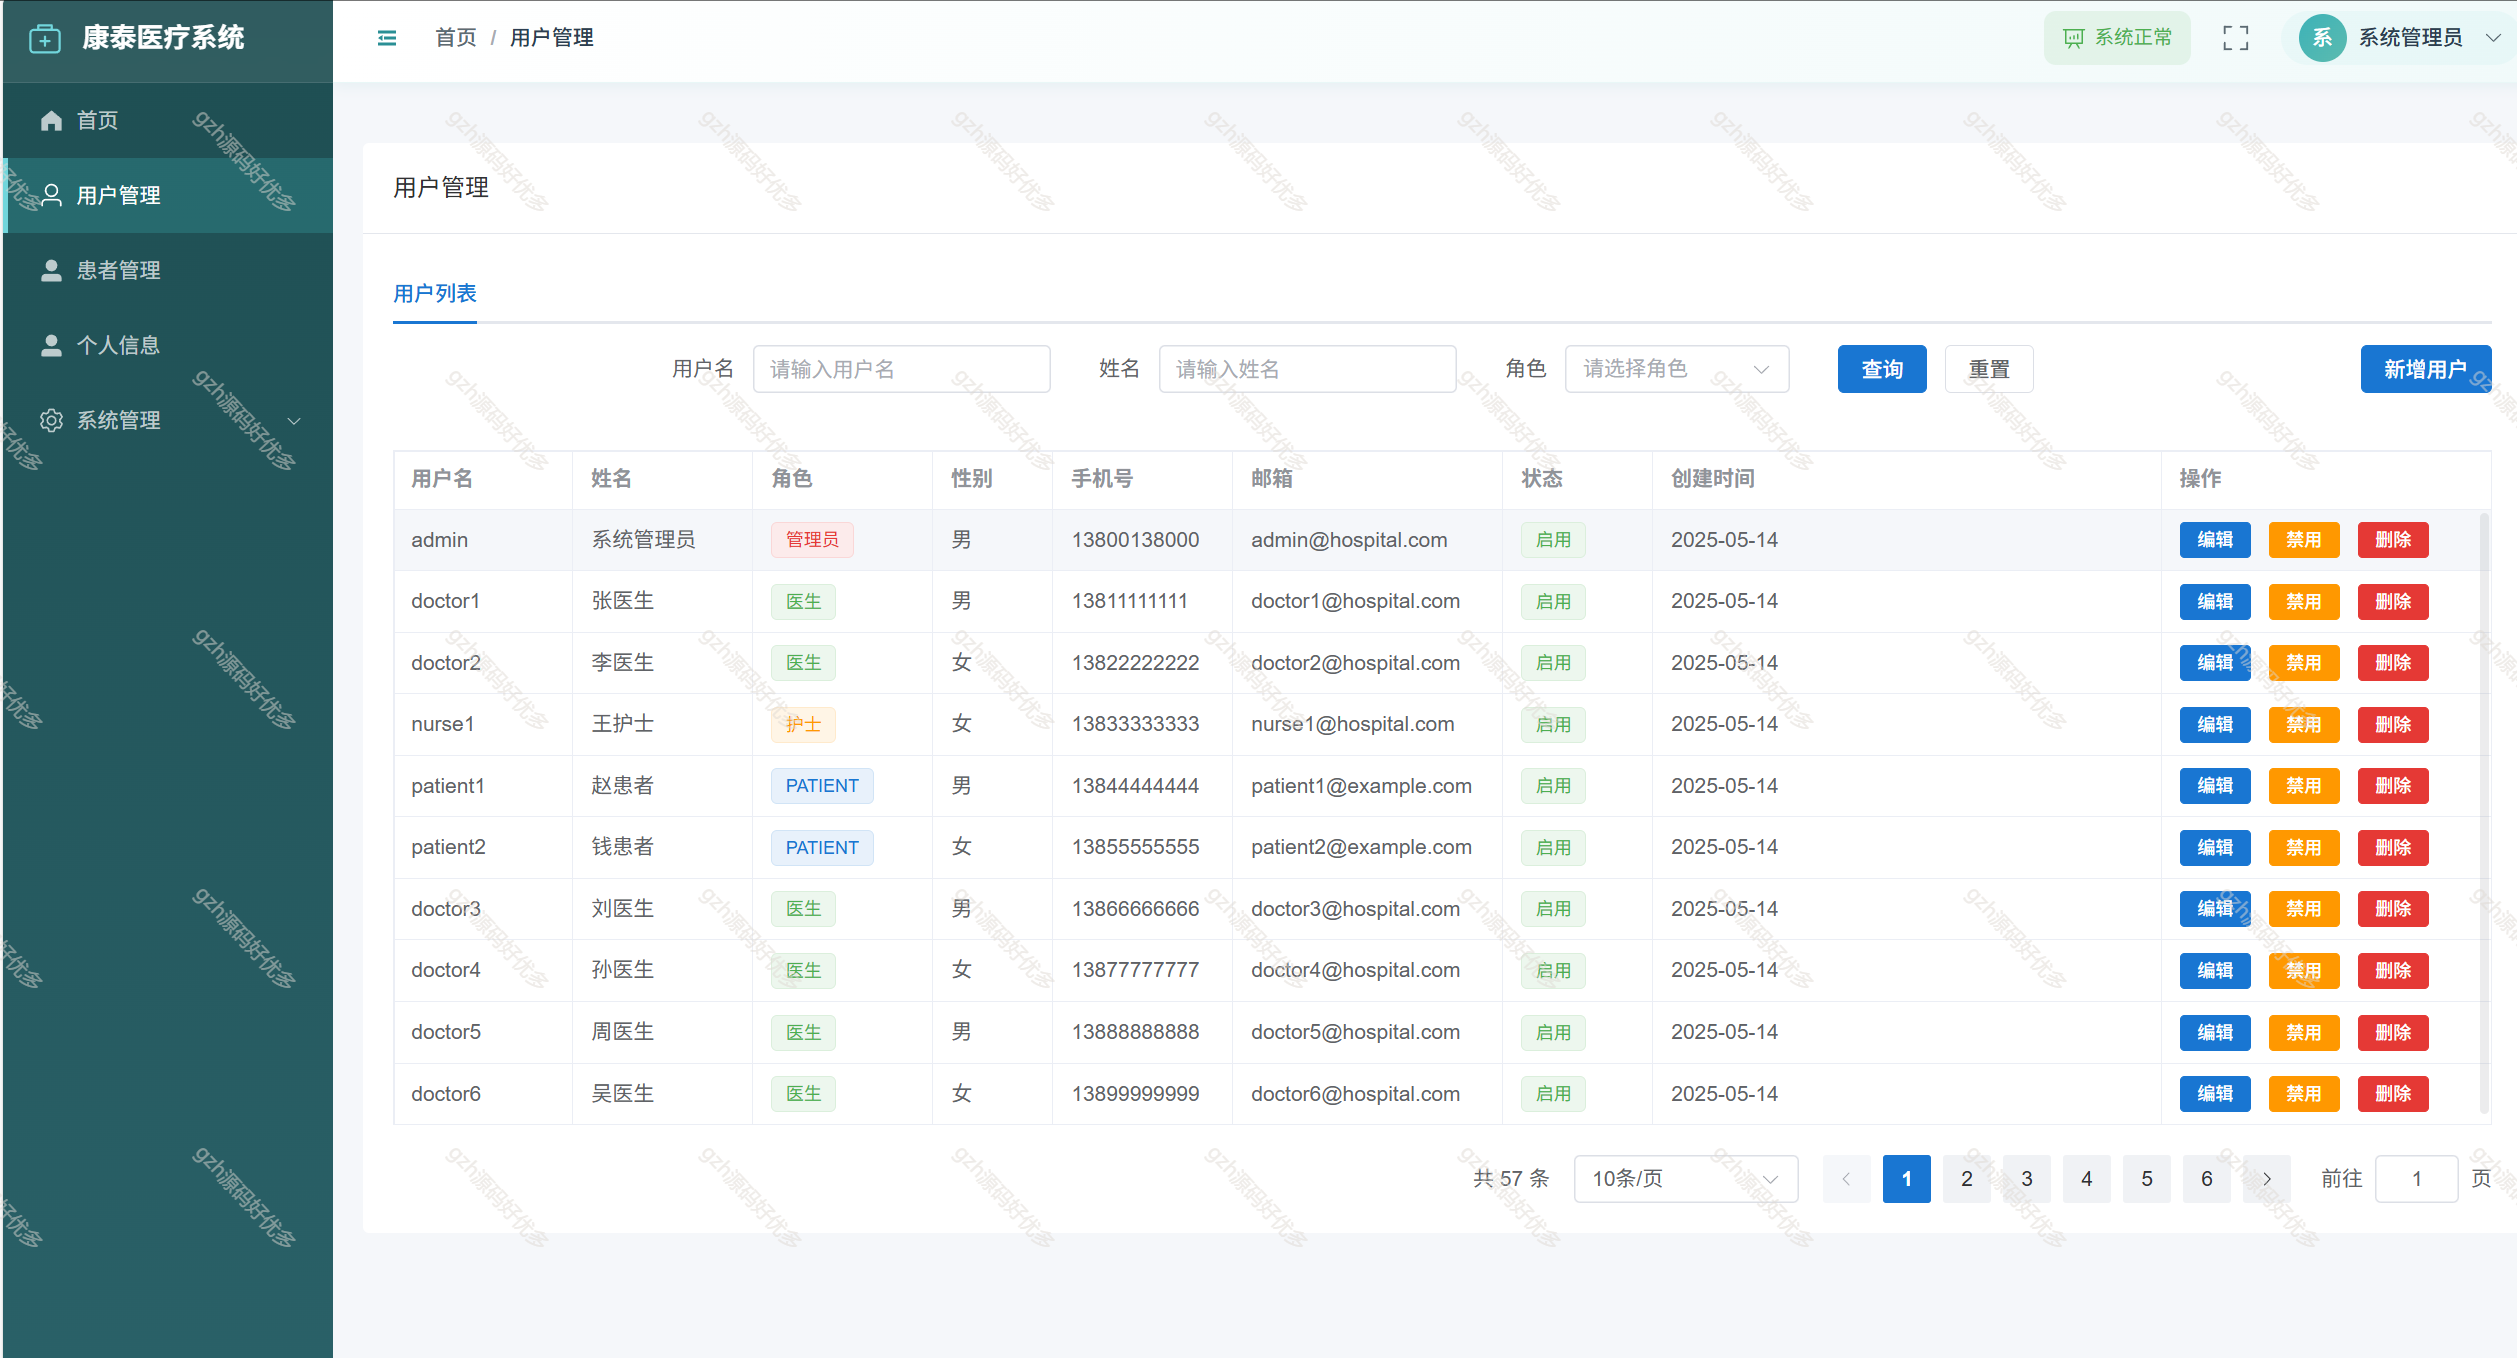 康泰医疗系统
首页 / 用户管理
系统正常
系 系统管理员
首页
用户管理
患者管理
个人信息
系统管理
用户管理
用户列表
用户名 请输入用户名 姓名 请输入姓名 角色 请选择角色 查询 重置 新增用户
用户名 姓名 角色 性别 手机号 邮箱 状态 创建时间 操作
admin 系统管理员 管理员 男 13800138000 admin@hospital.com 启用 2025-05-14 编辑 禁用 删除
doctor1 张医生 医生 男 13811111111 doctor1@hospital.com 启用 2025-05-14 编辑 禁用 删除
doctor2 李医生 医生 女 13822222222 doctor2@hospital.com 启用 2025-05-14 编辑 禁用 删除
nurse1 王护士 护士 女 13833333333 nurse1@hospital.com 启用 2025-05-14 编辑 禁用 删除
patient1 赵患者 PATIENT 男 13844444444 patient1@example.com 启用 2025-05-14 编辑 禁用 删除
patient2 钱患者 PATIENT 女 13855555555 patient2@example.com 启用 2025-05-14 编辑 禁用 删除
doctor3 刘医生 医生 男 13866666666 doctor3@hospital.com 启用 2025-05-14 编辑 禁用 删除
doctor4 孙医生 医生 女 13877777777 doctor4@hospital.com 启用 2025-05-14 编辑 禁用 删除
doctor5 周医生 医生 男 13888888888 doctor5@hospital.com 启用 2025-05-14 编辑 禁用 删除
doctor6 吴医生 医生 女 13899999999 doctor6@hospital.com 启用 2025-05-14 编辑 禁用 删除
共 57 条 10条/页 1 2 3 4 5 6 前往 1 页
gzh源码好优多